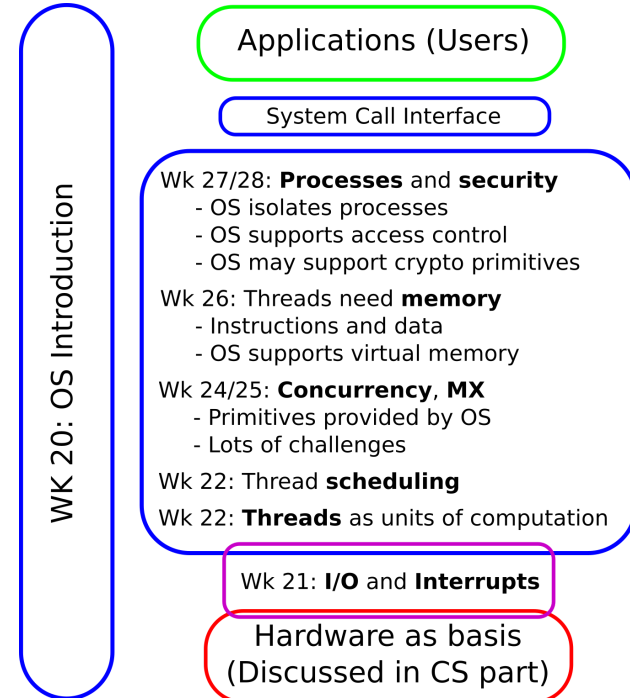 WK 20: OS Introduction
Applications (Users)
System Call Interface
Wk 27/28: Processes and security
- OS isolates processes
- OS supports access control
- OS may support crypto primitives
Wk 26: Threads need memory
- Instructions and data
- OS supports virtual memory
Wk 24/25: Concurrency, MX
- Primitives provided by OS
- Lots of challenges
Wk 22: Thread scheduling
Wk 22: Threads as units of computation
Wk 21: I/O and Interrupts
Hardware as basis
(Discussed in CS part)